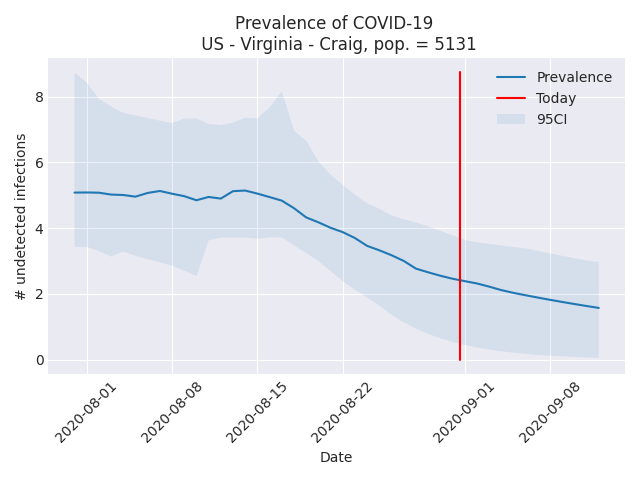 Prevalence of COVID-19
US - Virginia - Craig, pop. = 5131
Prevalence
Today
95CI
# undetected infections
8
6
4
2
0
2020-08-01
2020-08-08
2020-08-15
2020-08-22
2020-09-01
2020-09-08
Date